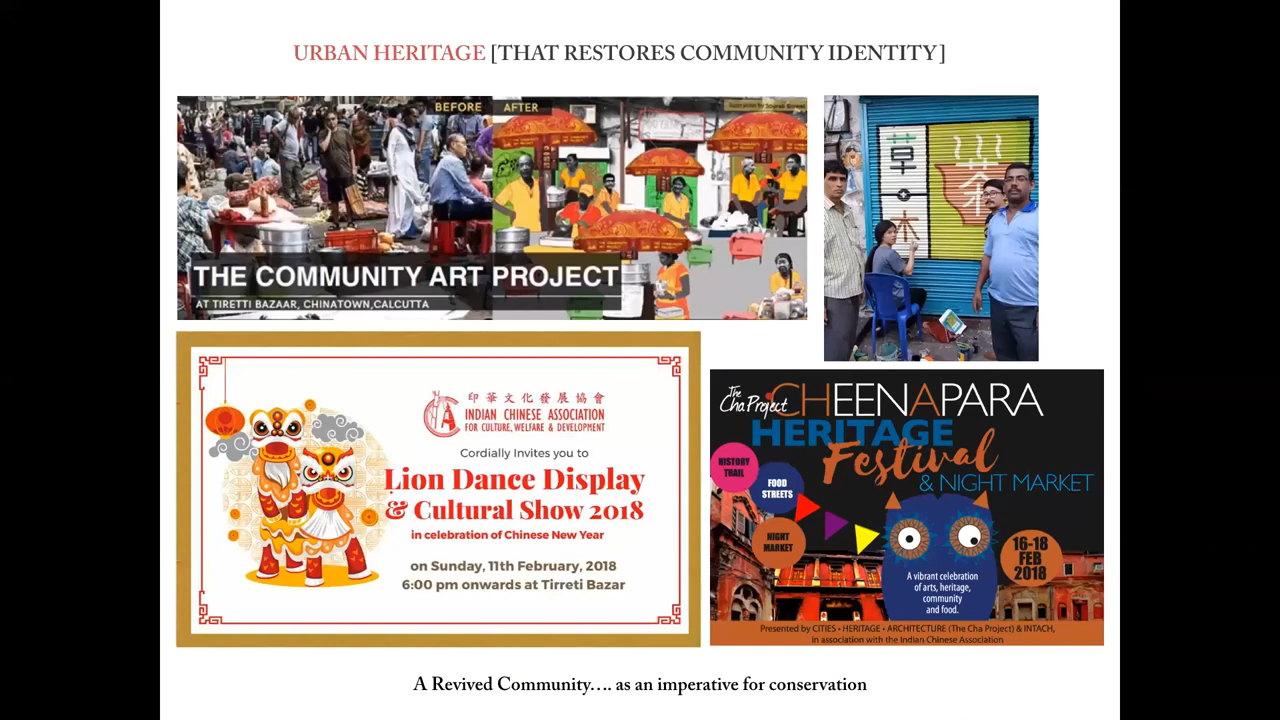 URBAN HERITAGE [THAT RESTORES COMMUNITY IDENTITY]
BEFORE
AFTER
THE COMMUNITY ART PROJECT
AT TIRETTI BAZAAR, CHINATOWN,CALCUTTA
草
木
茶
印華文化發展協會
INDIAN CHINESE ASSOCIATION
FOR CULTURE, WELFARE & DEVELOPMENT
Cordially Invites you to
Lion Dance Display
& Cultural Show 2018
in celebration of Chinese New Year
on Sunday, 11th February, 2018
6:00 pm onwards at Tirreti Bazar
The
Cha Project
CHEENAPARA
HERITAGE
Festival
& NIGHT MARKET
HISTORY
TRAIL
FOOD
STREETS
NIGHT
MARKET
16-18
FEB
2018
A vibrant celebration
of arts, heritage,
community
and food.
Presented by CITIES • HERITAGE • ARCHITECTURE (The Cha Project) & INTACH,
in association with the Indian Chinese Association
A Revived Community…. as an imperative for conservation